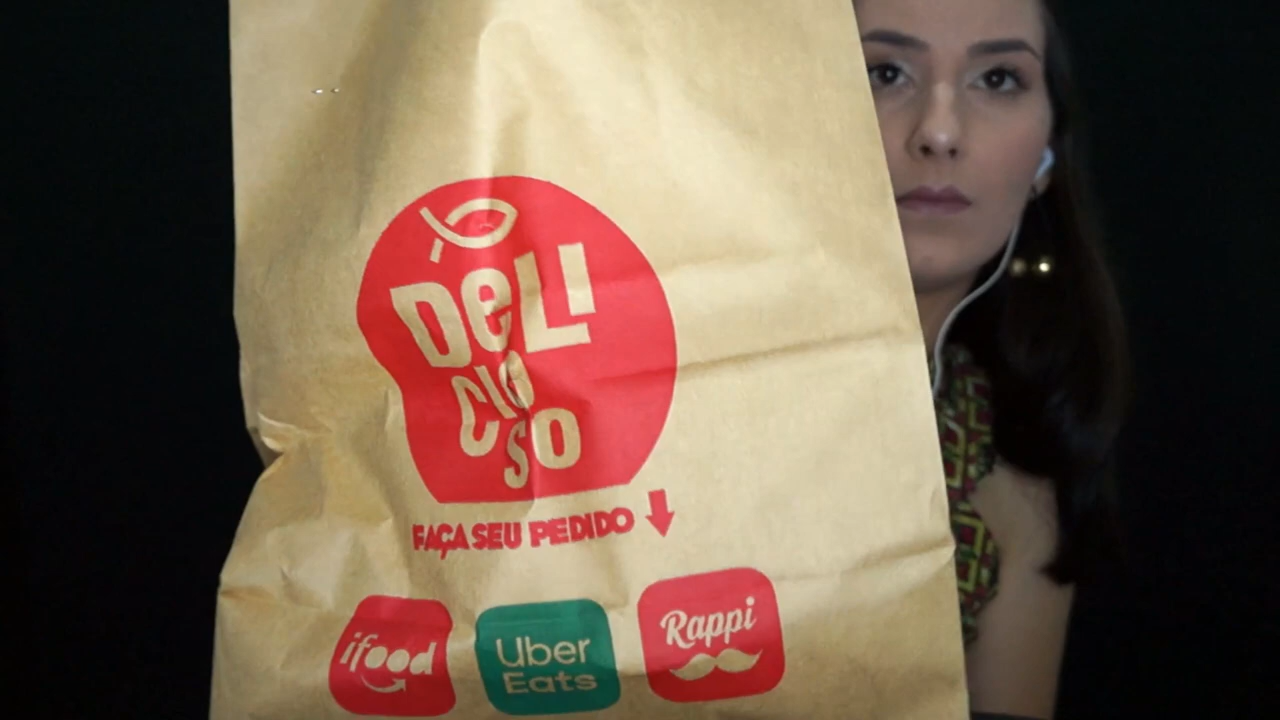 DeLI
CIO
SO
FAÇA SEU PEDIDO
ifood
Uber
Eats
Rappi